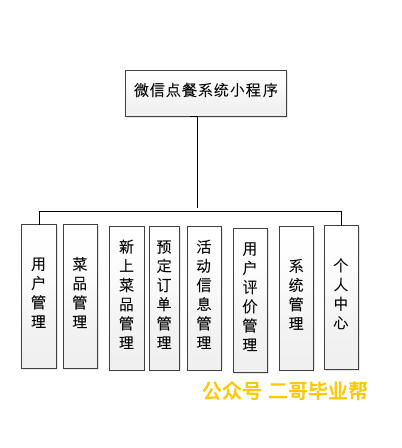 微信点餐系统小程序
用户管理
菜品管理
新上菜品管理
预定订单管理
活动信息管理
用户评价管理
系统管理
个人中心
公众号 二哥毕业帮